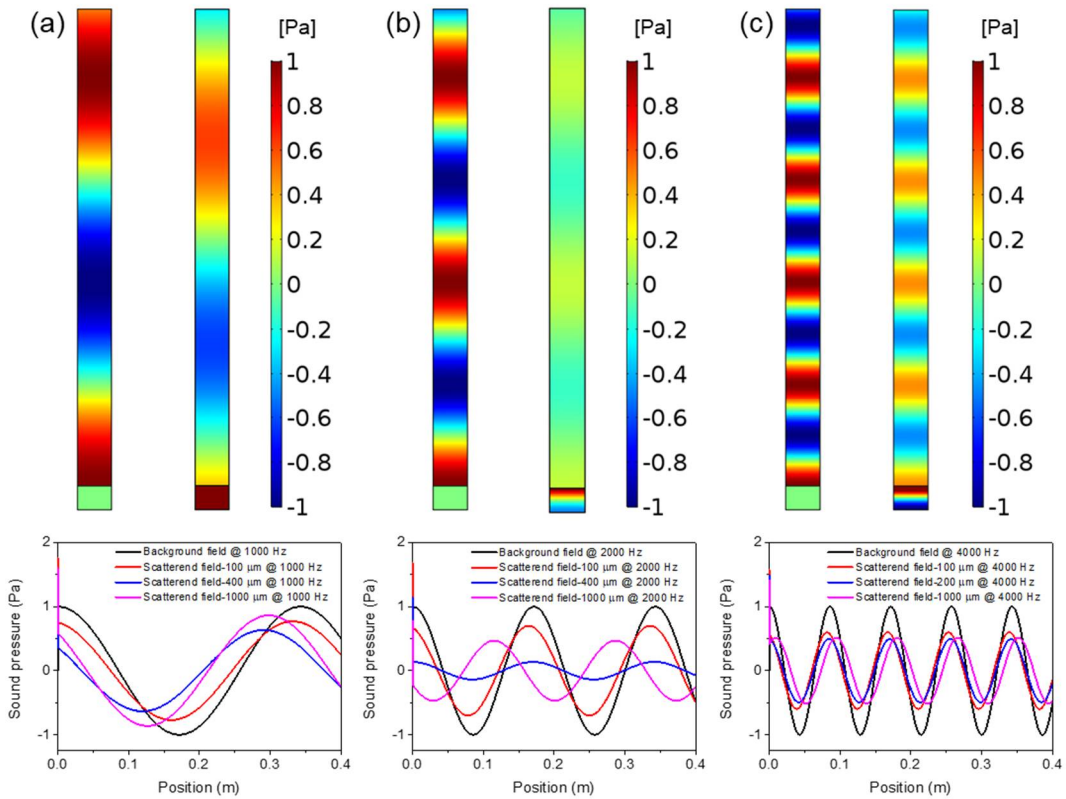 (a)
[Pa]
1
0.8
0.6
0.4
0.2
0
-0.2
-0.4
-0.6
-0.8
-1
(b)
[Pa]
1
0.8
0.6
0.4
0.2
0
-0.2
-0.4
-0.6
-0.8
-1
(c)
[Pa]
1
0.8
0.6
0.4
0.2
0
-0.2
-0.4
-0.6
-0.8
-1
Background field @ 1000 Hz
Scatterend field-100 μm @ 1000 Hz
Scatterend field-400 μm @ 1000 Hz
Scatterend field-1000 μm @ 1000 Hz
Sound pressure (Pa)
2
1
0
-1
0.0 0.1 0.2 0.3 0.4
Position (m)
Background field @ 2000 Hz
Scatterend field-100 μm @ 2000 Hz
Scatterend field-400 μm @ 2000 Hz
Scatterend field-1000 μm @ 2000 Hz
Sound pressure (Pa)
2
1
0
-1
0.0 0.1 0.2 0.3 0.4
Position (m)
Background field @ 4000 Hz
Scatterend field-100 μm @ 4000 Hz
Scatterend field-200 μm @ 4000 Hz
Scatterend field-1000 μm @ 4000 Hz
Sound pressure (Pa)
2
1
0
-1
0.0 0.1 0.2 0.3 0.4
Position (m)